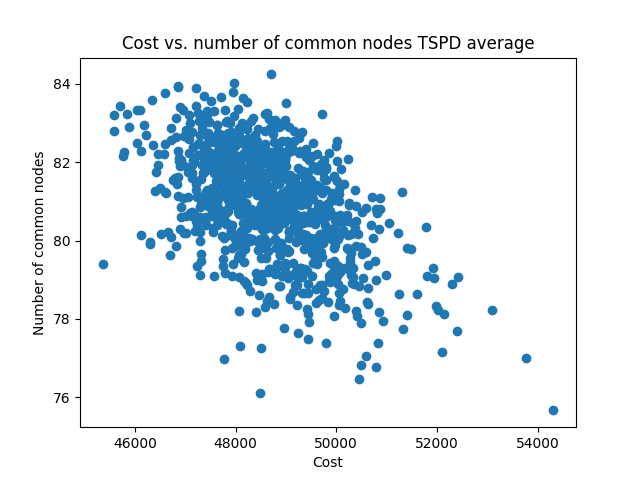 Cost vs. number of common nodes TSPD average
Number of common nodes
84
82
80
78
76
46000 48000 50000 52000 54000
Cost